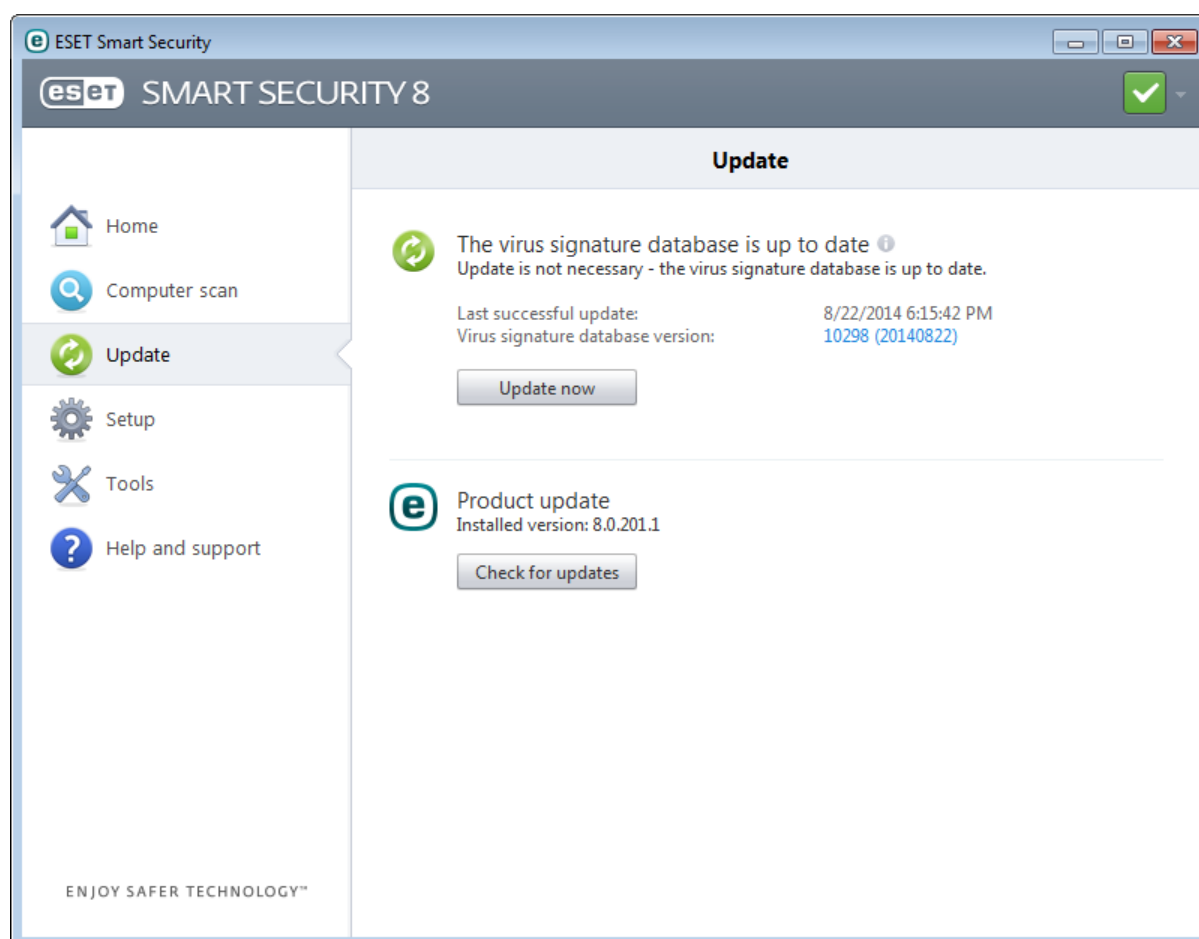 ESET Smart Security
eset SMART SECURITY 8
Update
Home
Computer scan
Update
Setup
Tools
Help and support
The virus signature database is up to date
Update is not necessary - the virus signature database is up to date.
Last successful update: 8/22/2014 6:15:42 PM
Virus signature database version: 10298 (20140822)
Update now
Product update
Installed version: 8.0.201.1
Check for updates
ENJOY SAFER TECHNOLOGY™